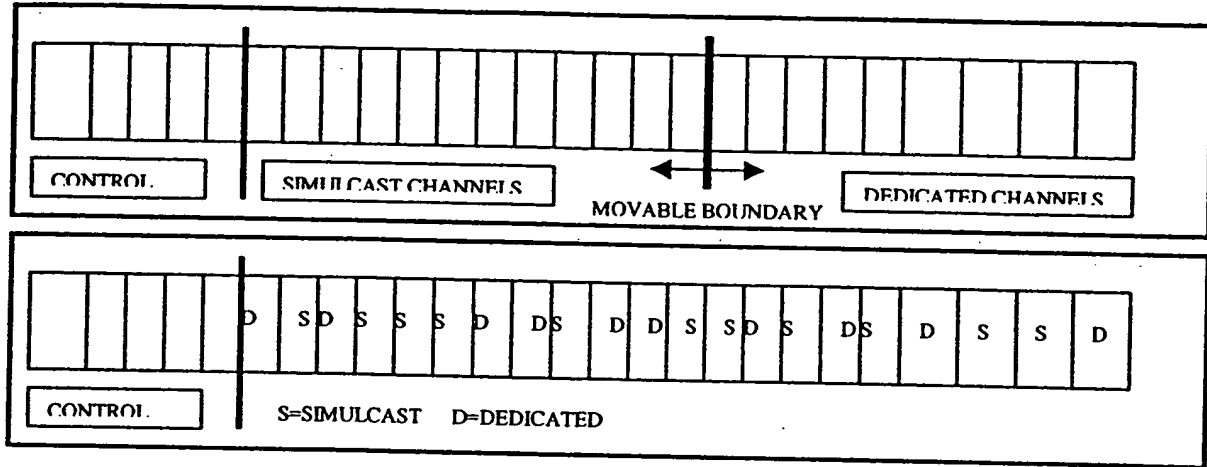 CONTROL
SIMULCAST CHANNELS
MOVABLE BOUNDARY
DEDICATED CHANNELS
D S D S S S D D S D D S S D S D S D S S D
CONTROL
S=SIMULCAST D=DEDICATED